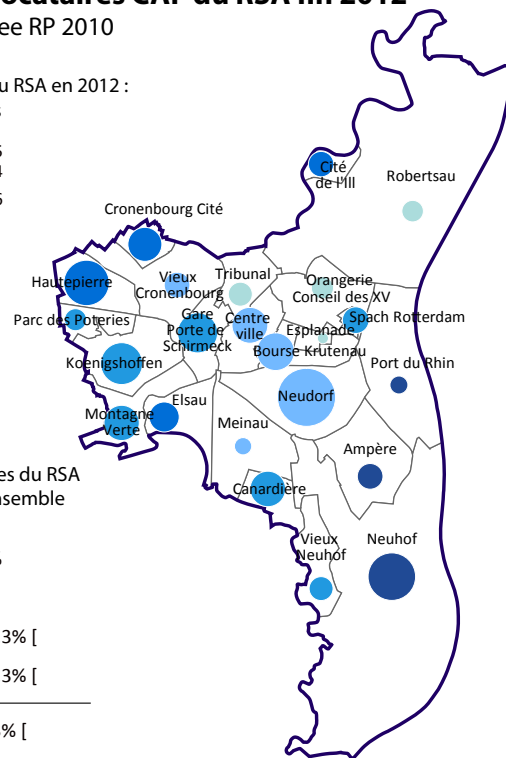 ocataires CAF du RSA fin 2012
ee RP 2010
u RSA en 2012 :
Cité
de l'Ill
Robertsau
Cronenbourg Cité
Hautepierre
Vieux
Cronenbourg
Tribunal
Orangerie
Conseil des XV
Parc des Poteries
Gare
Porte de
Schirmeck
Centre
ville
Esplanade
Spach Rotterdam
Koenigshoffen
Bourse Krutenau
Port du Rhin
Elsau
Neudorf
Montagne
Verte
Meinau
Ampère
es du RSA
nsemble
Canardière
Vieux
Neuhof
Neuhof
3% [
3% [
% [